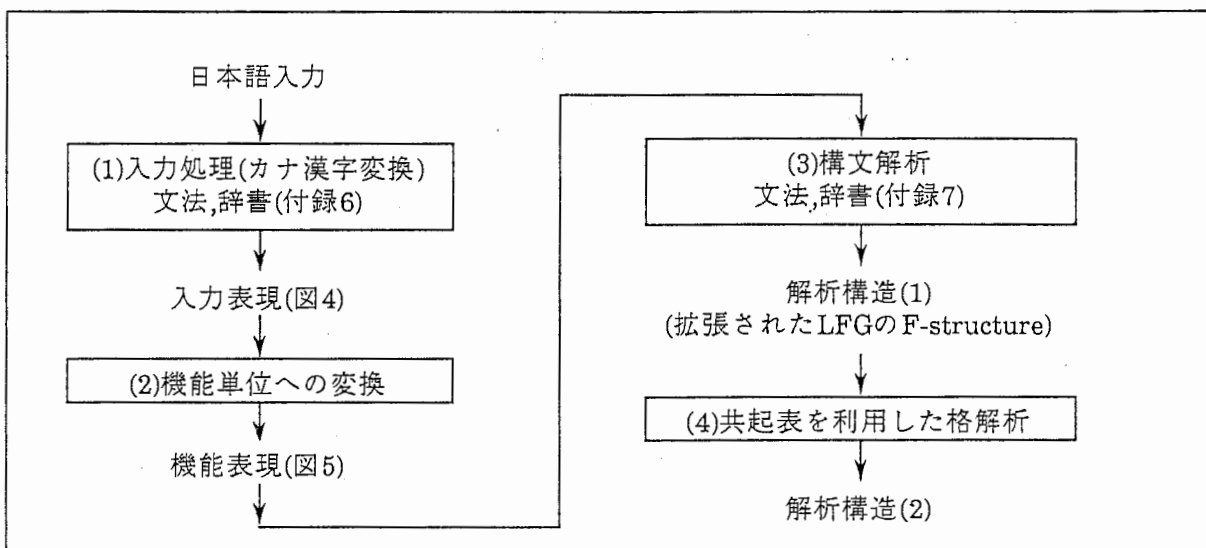 日本語入力
(1)入力処理(カナ漢字変換)
文法,辞書(付録6)
入力表現(図4)
(2)機能単位への変換
機能表現(図5)
(3)構文解析
文法,辞書(付録7)
解析構造(1)
(拡張されたLFGのF-structure)
(4)共起表を利用した格解析
解析構造(2)